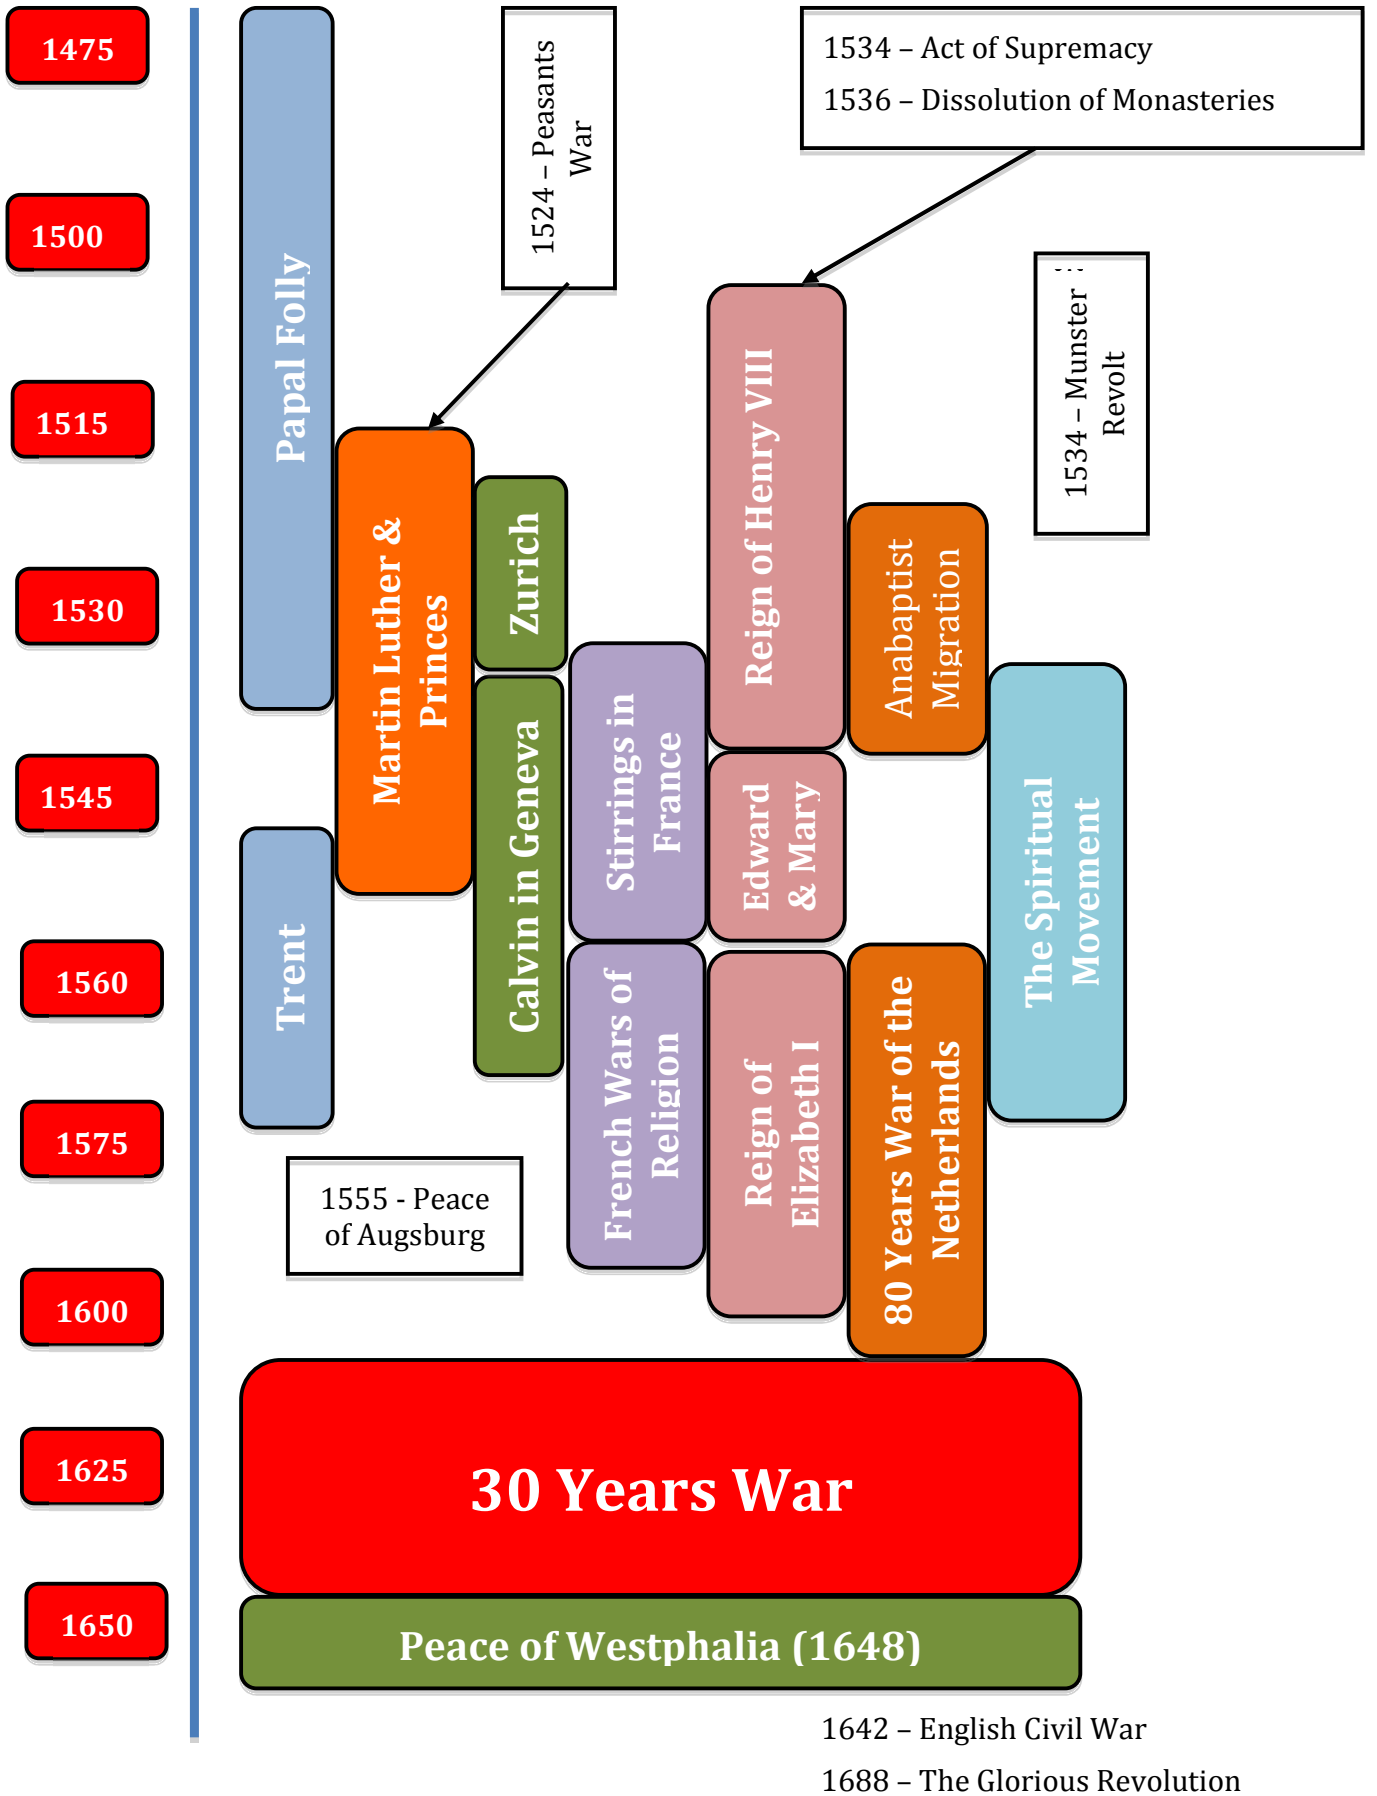 1475
1500
1515
1530
1545
1560
1575
1600
1625
1650
Papal Folly
Trent
1524 – Peasants
War
Martin Luther &
Princes
Zurich
Calvin in Geneva
1555 - Peace
of Augsburg
Stirrings in
France
French Wars of
Religion
1534 – Act of Supremacy
1536 – Dissolution of Monasteries
Reign of Henry VIII
Edward
& Mary
Reign of
Elizabeth I
Anabaptist
Migration
80 Years War of the
Netherlands
1534 – Munster
Revolt
The Spiritual
Movement
30 Years War
Peace of Westphalia (1648)
1642 – English Civil War
1688 – The Glorious Revolution